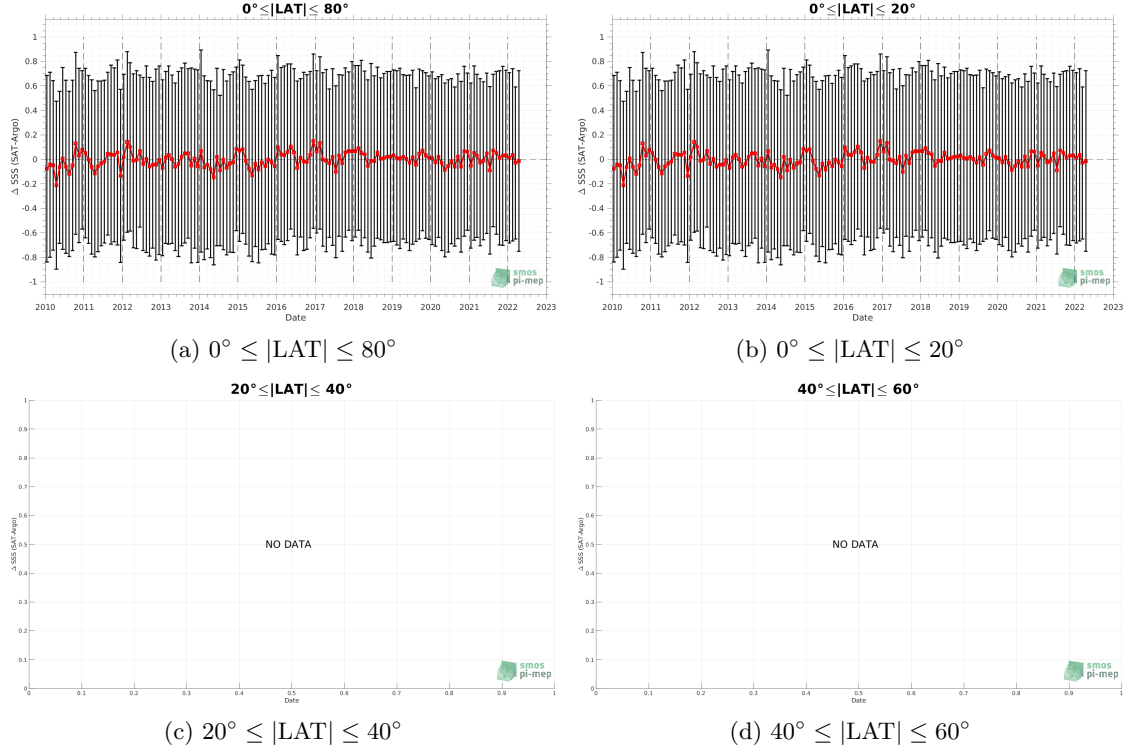 0°≤|LAT|≤ 80°
Δ SSS (SAT-Argo)
1
0.8
0.6
0.4
0.2
0
-0.2
-0.4
-0.6
-0.8
-1
2010 2011 2012 2013 2014 2015 2016 2017 2018 2019 2020 2021 2022 2023
Date
smos
pi-mep
(a) 0° ≤ |LAT| ≤ 80°
0°≤|LAT|≤ 20°
Δ SSS (SAT-Argo)
1
0.8
0.6
0.4
0.2
0
-0.2
-0.4
-0.6
-0.8
-1
2010 2011 2012 2013 2014 2015 2016 2017 2018 2019 2020 2021 2022 2023
Date
smos
pi-mep
(b) 0° ≤ |LAT| ≤ 20°
20°≤|LAT|≤ 40°
Δ SSS (SAT-Argo)
1
0.9
0.8
0.7
0.6
0.5
0.4
0.3
0.2
0.1
0
NO DATA
0 0.1 0.2 0.3 0.4 0.5 0.6 0.7 0.8 0.9 1
Date
smos
pi-mep
(c) 20° ≤ |LAT| ≤ 40°
40°≤|LAT|≤ 60°
Δ SSS (SAT-Argo)
1
0.9
0.8
0.7
0.6
0.5
0.4
0.3
0.2
0.1
0
NO DATA
0 0.1 0.2 0.3 0.4 0.5 0.6 0.7 0.8 0.9 1
Date
smos
pi-mep
(d) 40° ≤ |LAT| ≤ 60°